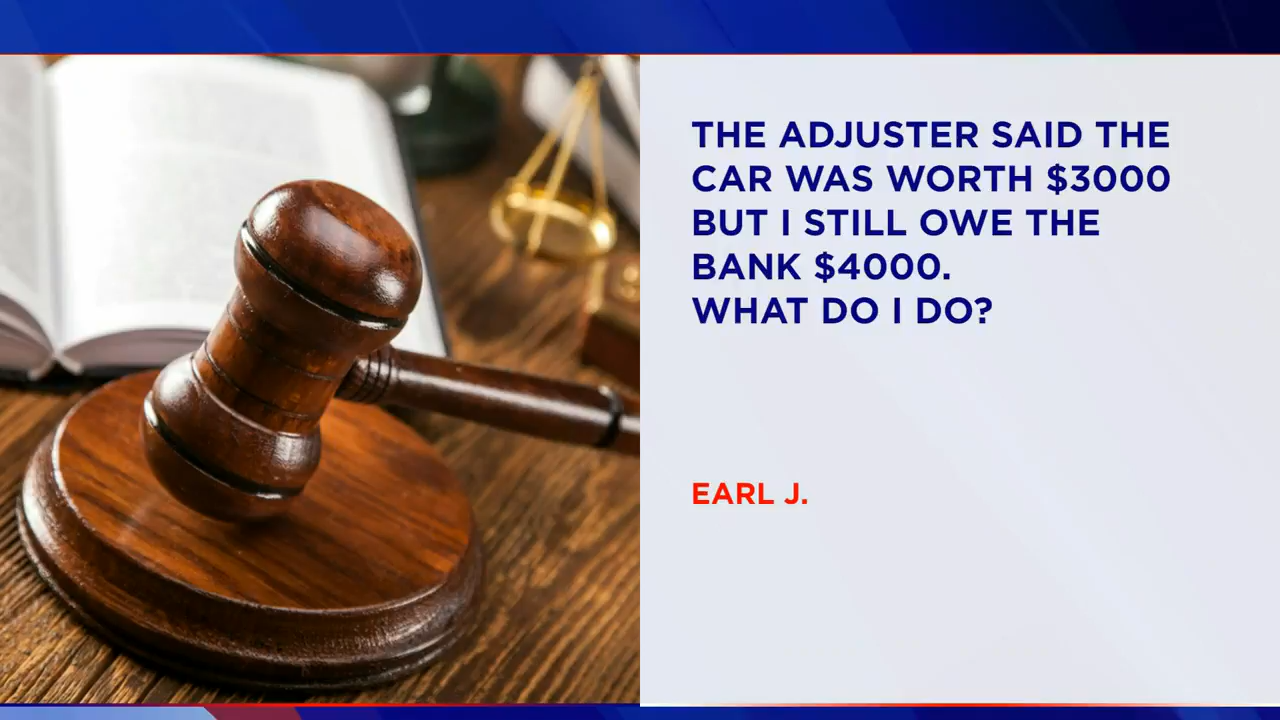 THE ADJUSTER SAID THE
CAR WAS WORTH $3000
BUT I STILL OWE THE
BANK $4000.
WHAT DO I DO?
EARL J.